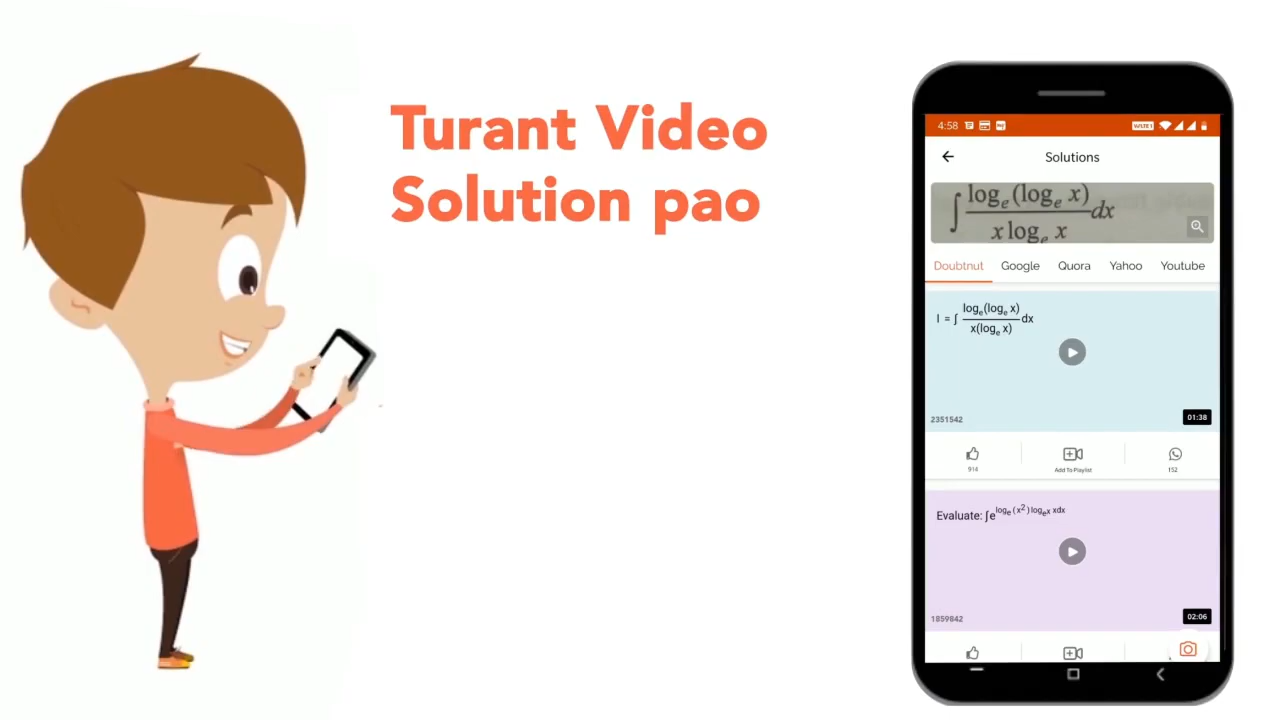 Turant Video
Solution pao
4:58
Solutions
∫ logₑ(logₑ x) / x logₑ x dx
Doubtnut Google Quora Yahoo Youtube
I = ∫ logₑ(logₑ x) / x(logₑ x) dx
2351542 01:38
914 Add To Playlist 152
Evaluate: ∫e^logₑ(x²)logₑx xdx
1859842 02:06